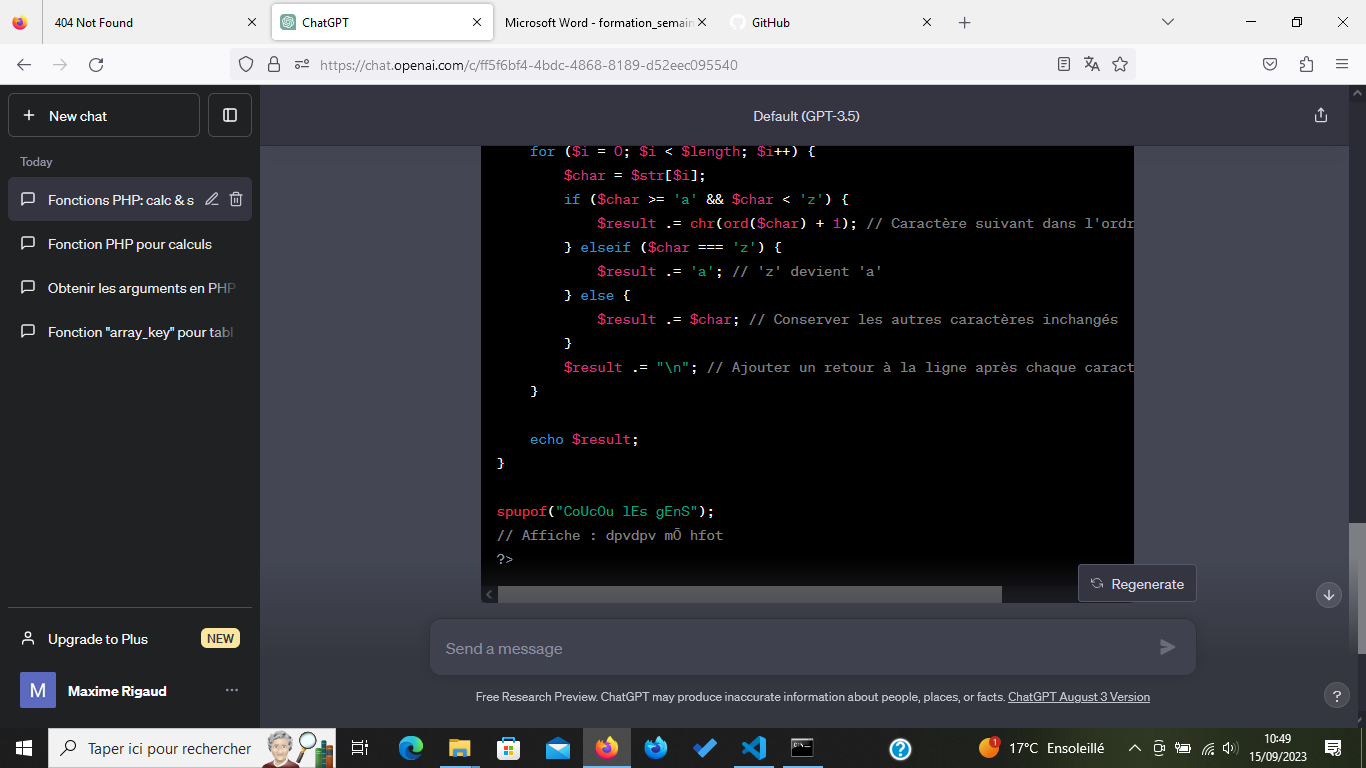 404 Not Found
ChatGPT
Microsoft Word - formation_semain
GitHub
https://chat.openai.com/c/ff5f6bf4-4bdc-4868-8189-d52eec095540
New chat
Default (GPT-3.5)
Today
Fonctions PHP: calc & s
Fonction PHP pour calculs
Obtenir les arguments en PHP
Fonction "array_key" pour tabl
for ($i = 0; $i < $length; $i++) {
$char = $str[$i];
if ($char >= 'a' && $char < 'z') {
$result .= chr(ord($char) + 1); // Caractère suivant dans l'ordr
} elseif ($char === 'z') {
$result .= 'a'; // 'z' devient 'a'
} else {
$result .= $char; // Conserver les autres caractères inchangés
}
$result .= "\n"; // Ajouter un retour à la ligne après chaque caract
}
echo $result;
}
spupof("CoUcOu lEs gEnS");
// Affiche : dpvdpv mŌ hfot
?>
Regenerate
Send a message
Free Research Preview. ChatGPT may produce inaccurate information about people, places, or facts. ChatGPT August 3 Version
?
Upgrade to Plus
NEW
M
Maxime Rigaud
Taper ici pour rechercher
1
17°C Ensoleillé
10:49
15/09/2023